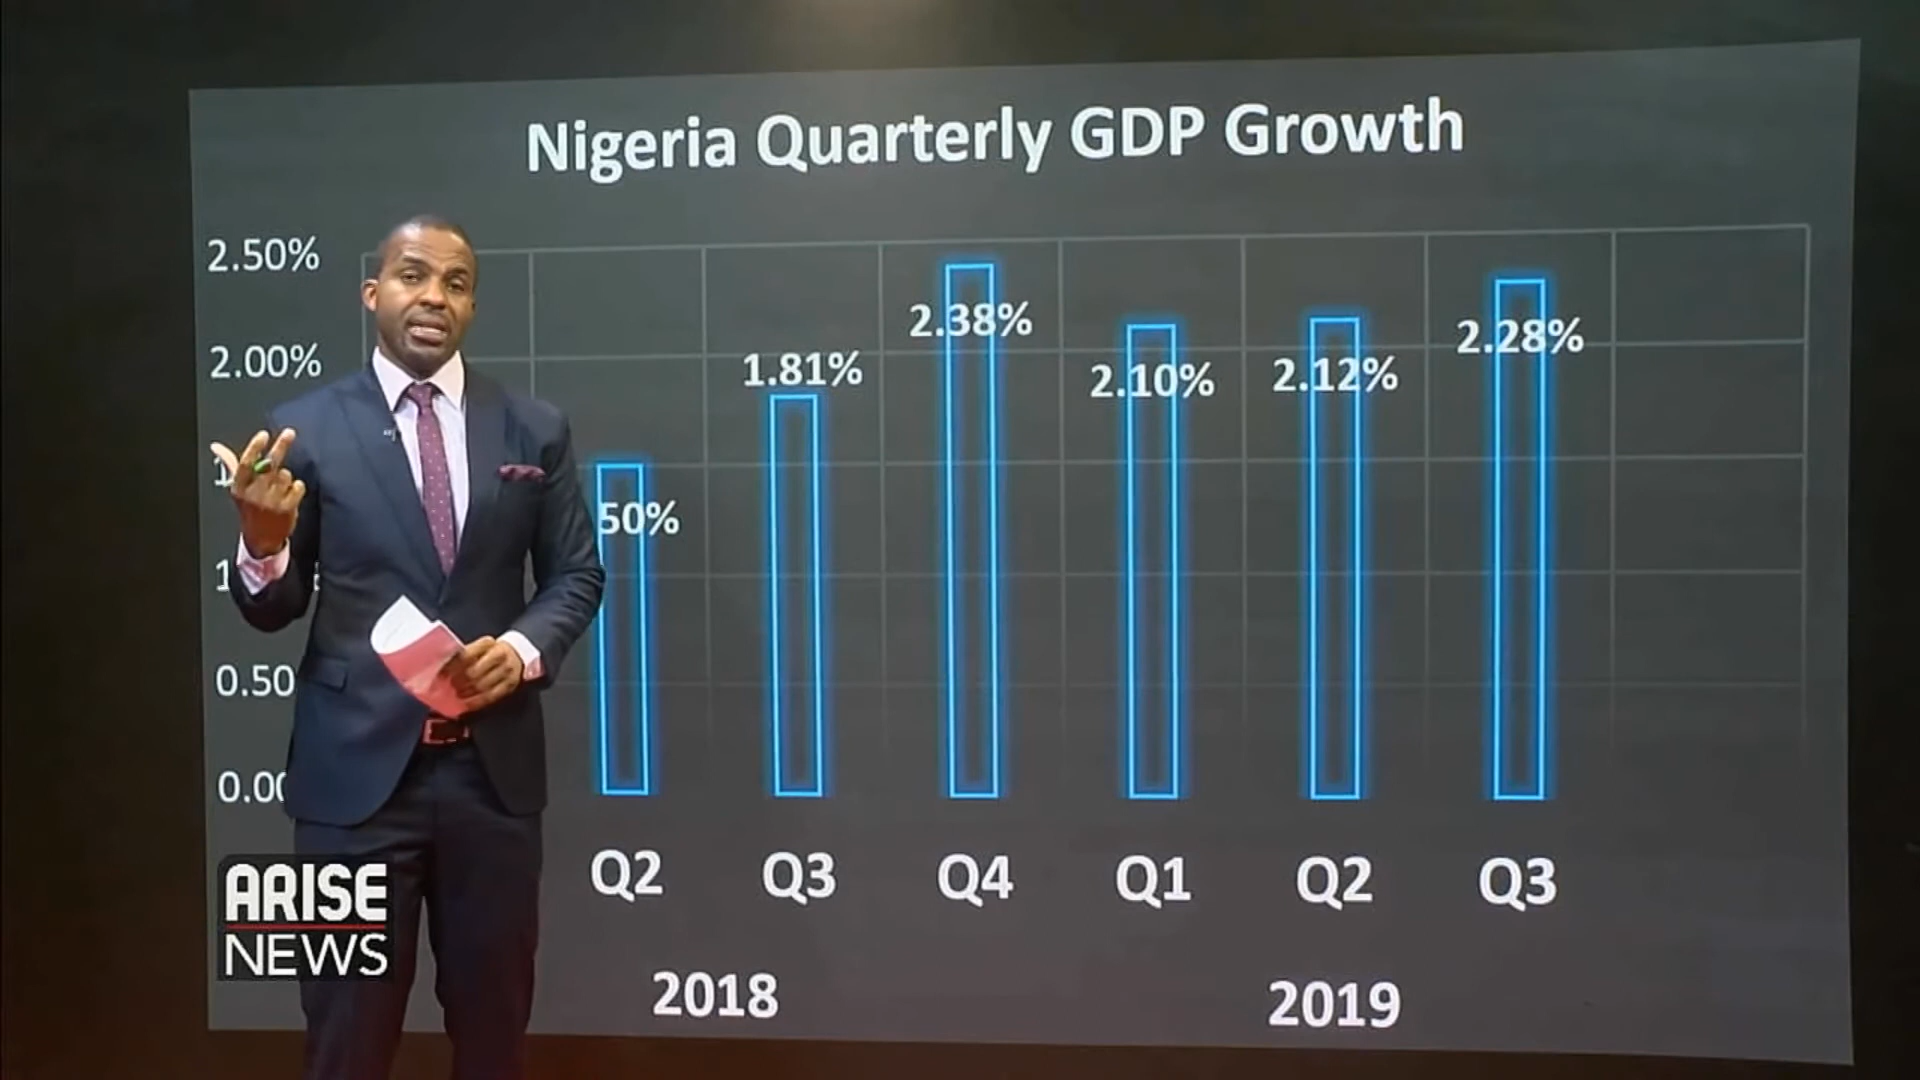 Nigeria Quarterly GDP Growth
2.50%
2.00%
0.50
0.00
50%
1.81%
2.38%
2.10%
2.12%
2.28%
Q2 Q3 Q4 Q1 Q2 Q3
2018 2019
ARISE
NEWS